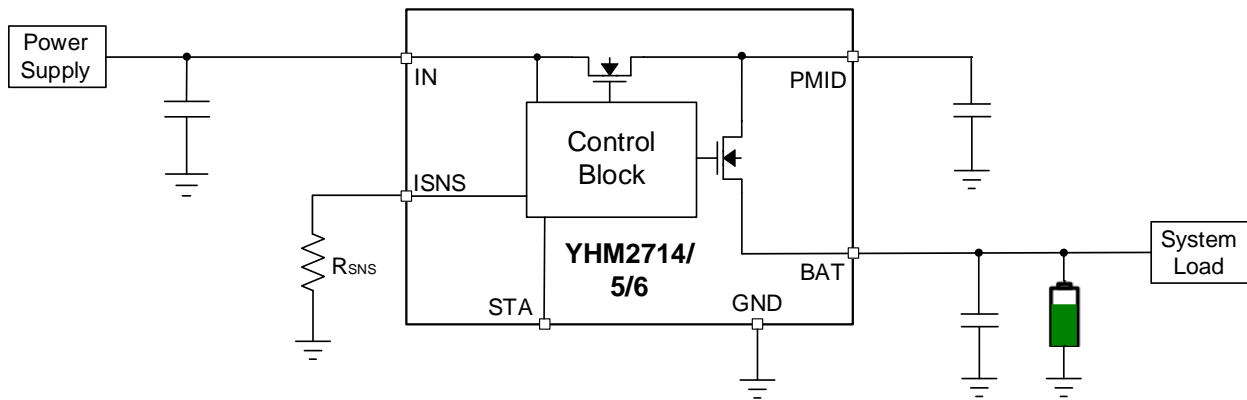 Power
Supply
IN
PMID
Control
Block
ISNS
RSNS
YHM2714/
5/6
BAT
System
Load
STA
GND